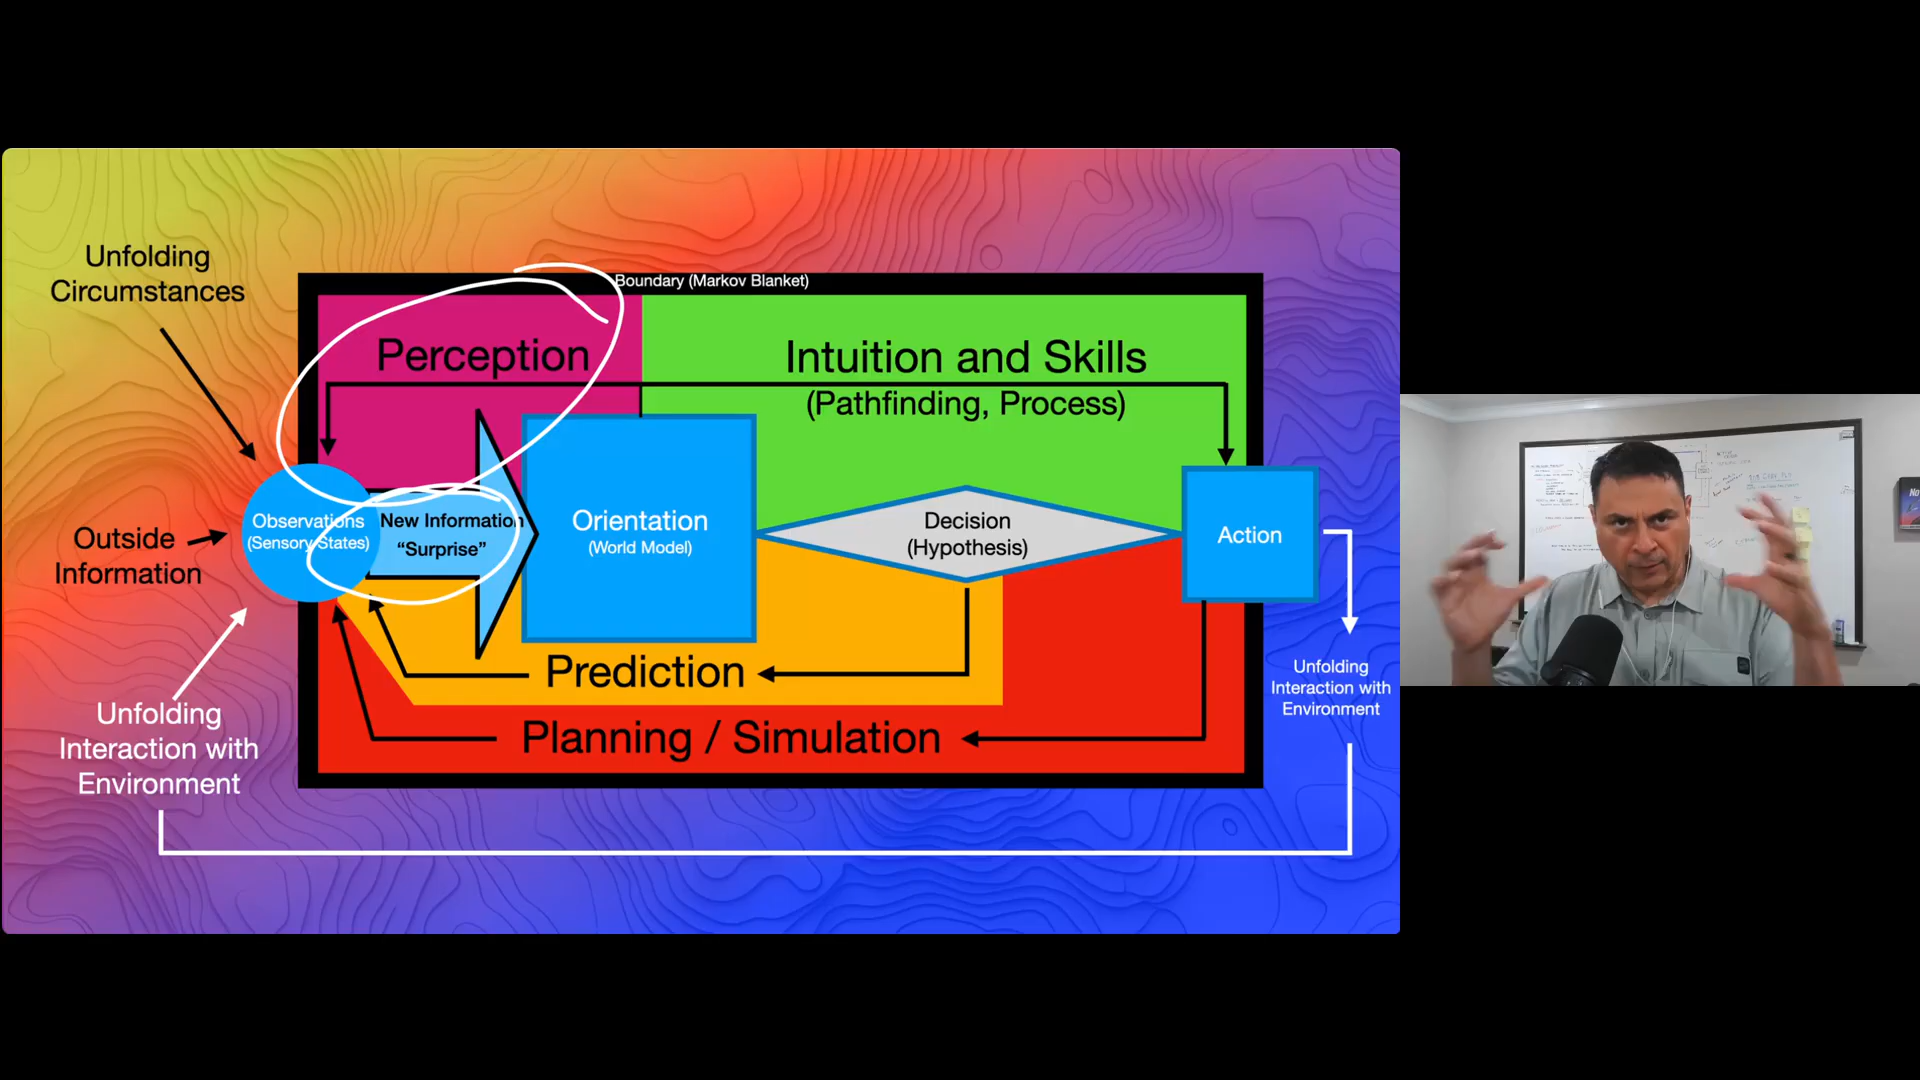 Boundary (Markov Blanket)
Unfolding
Circumstances
Perception
Intuition and Skills
(Pathfinding, Process)
Outside
Information
Observations
(Sensory States)
New Information
“Surprise”
Orientation
(World Model)
Decision
(Hypothesis)
Action
Prediction
Planning / Simulation
Unfolding
Interaction with
Environment
Unfolding
Interaction with
Environment